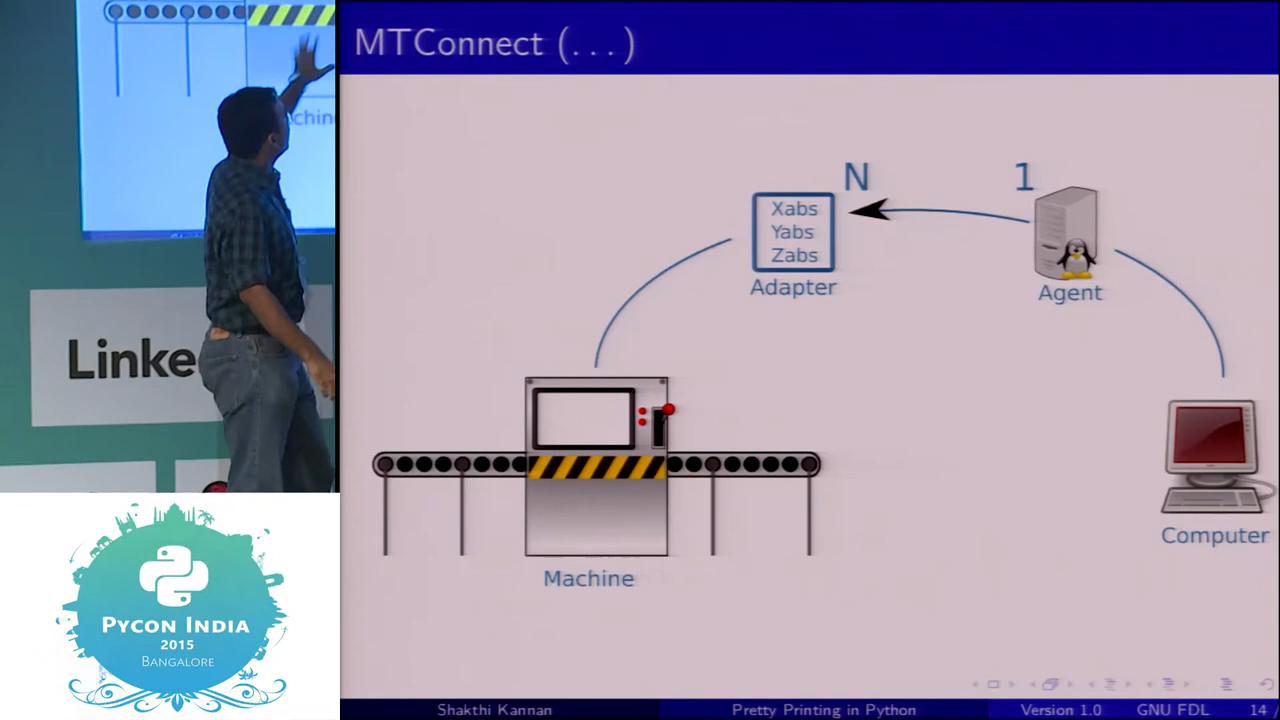 MTConnect (...)
N
1
Xabs
Yabs
Zabs
Adapter
Agent
Machine
Computer
Linke
PYCON INDIA
2015
BANGALORE
Shakthi Kannan
Pretty Printing in Python
Version 1.0
GNU FDL
14